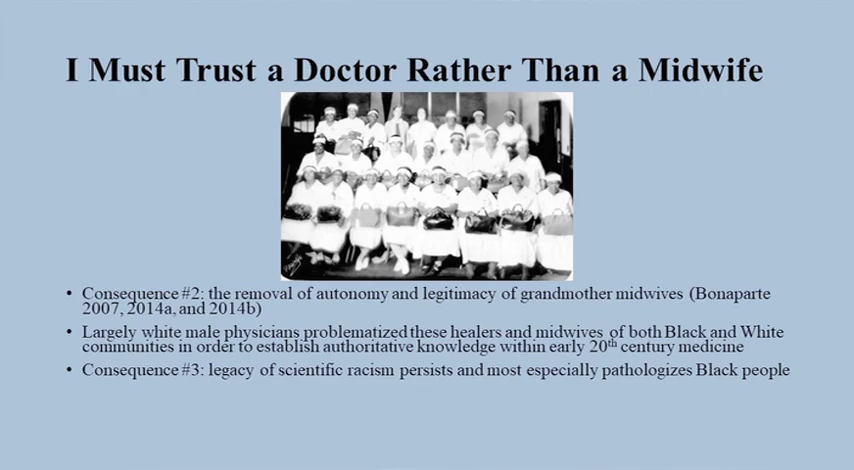 I Must Trust a Doctor Rather Than a Midwife
• Consequence #2: the removal of autonomy and legitimacy of grandmother midwives (Bonaparte
2007, 2014a, and 2014b)
• Largely white male physicians problematized these healers and midwives of both Black and White
communities in order to establish authoritative knowledge within early 20th century medicine
• Consequence #3: legacy of scientific racism persists and most especially pathologizes Black people